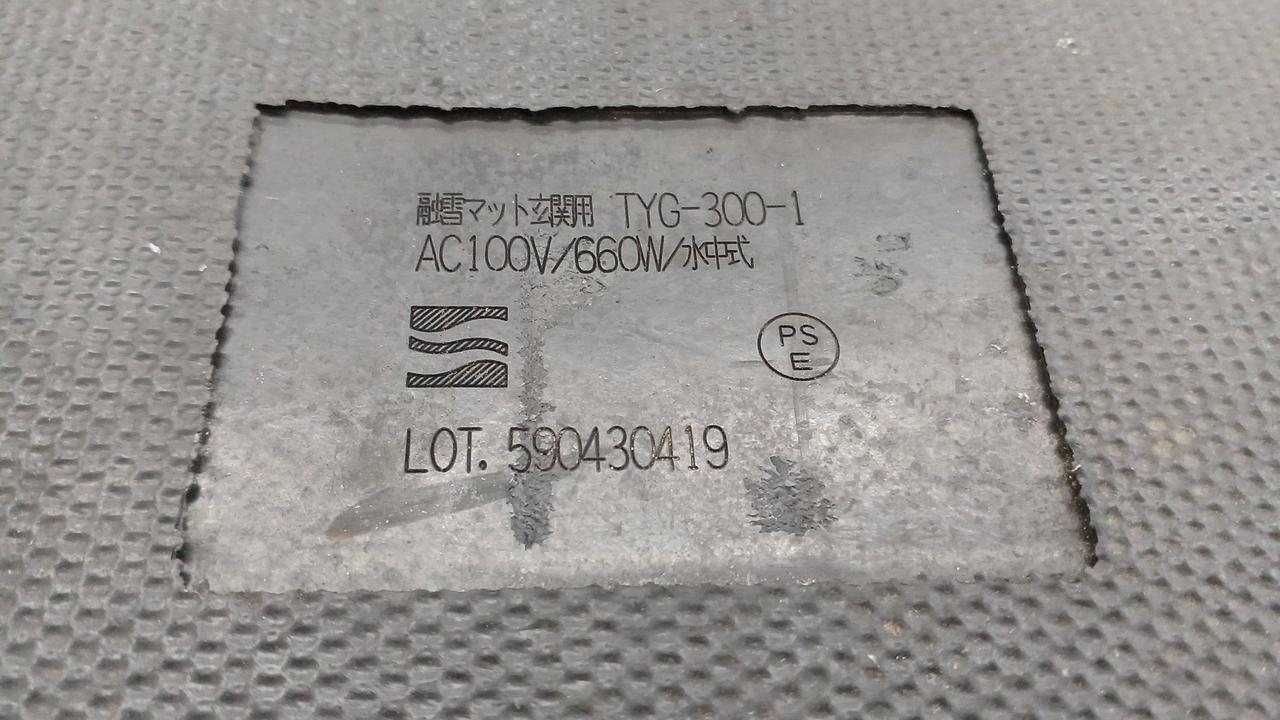 融雪マット玄関用 TYG-300-1
AC100V/660W/水中式
PS
E
LOT. 590430419